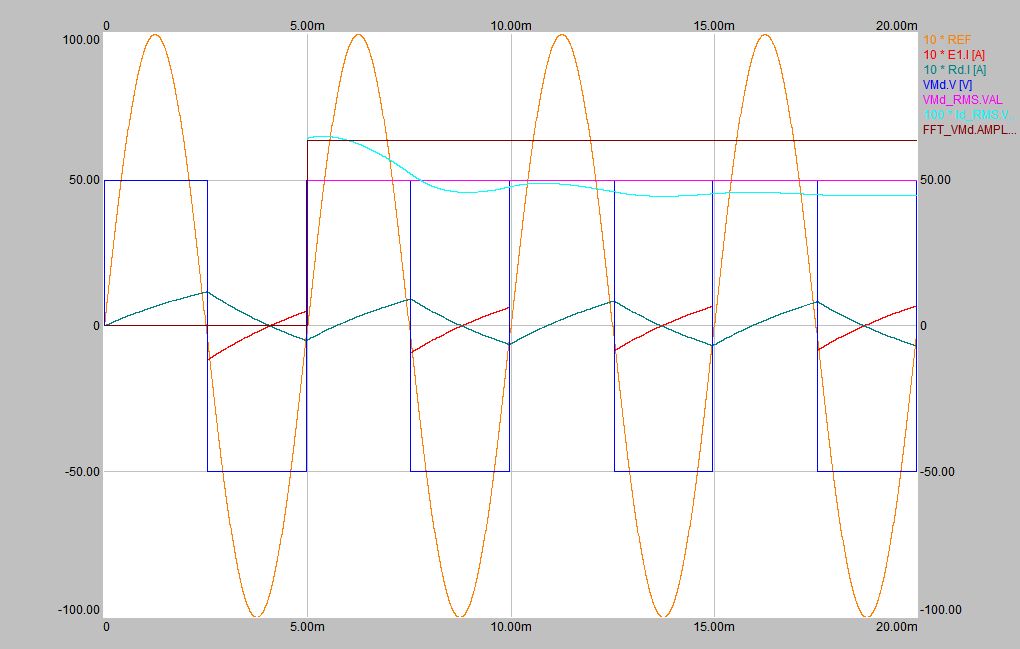 0 5.00m 10.00m 15.00m 20.00m
100.00
10 * REF
10 * E1.I [A]
10 * Rd.I [A]
VMd.V [V]
VMd_RMS.VAL
100 * Id_RMS.V...
FFT_VMd.AMPL...
50.00 50.00
0 0
-50.00 -50.00
-100.00 -100.00
0 5.00m 10.00m 15.00m 20.00m